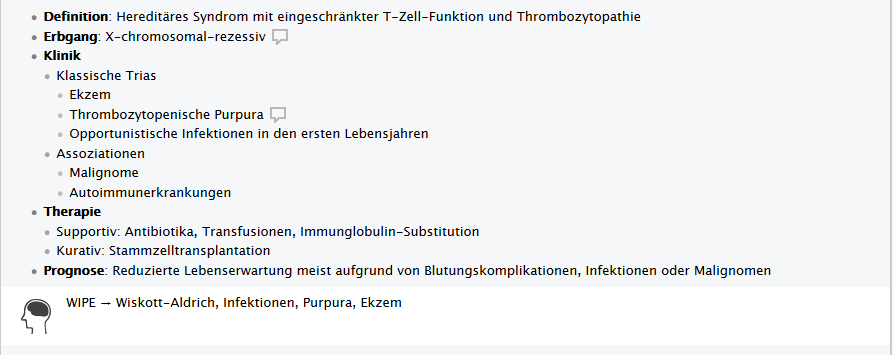 Definition: Hereditäres Syndrom mit eingeschränkter T-Zell-Funktion und Thrombozytopathie
Erbgang: X-chromosomal-rezessiv
Klinik
Klassische Trias
Ekzem
Thrombozytopenische Purpura
Opportunistische Infektionen in den ersten Lebensjahren
Assoziationen
Malignome
Autoimmunerkrankungen
Therapie
Supportiv: Antibiotika, Transfusionen, Immunglobulin-Substitution
Kurativ: Stammzelltransplantation
Prognose: Reduzierte Lebenserwartung meist aufgrund von Blutungskomplikationen, Infektionen oder Malignomen
WIPE → Wiskott-Aldrich, Infektionen, Purpura, Ekzem